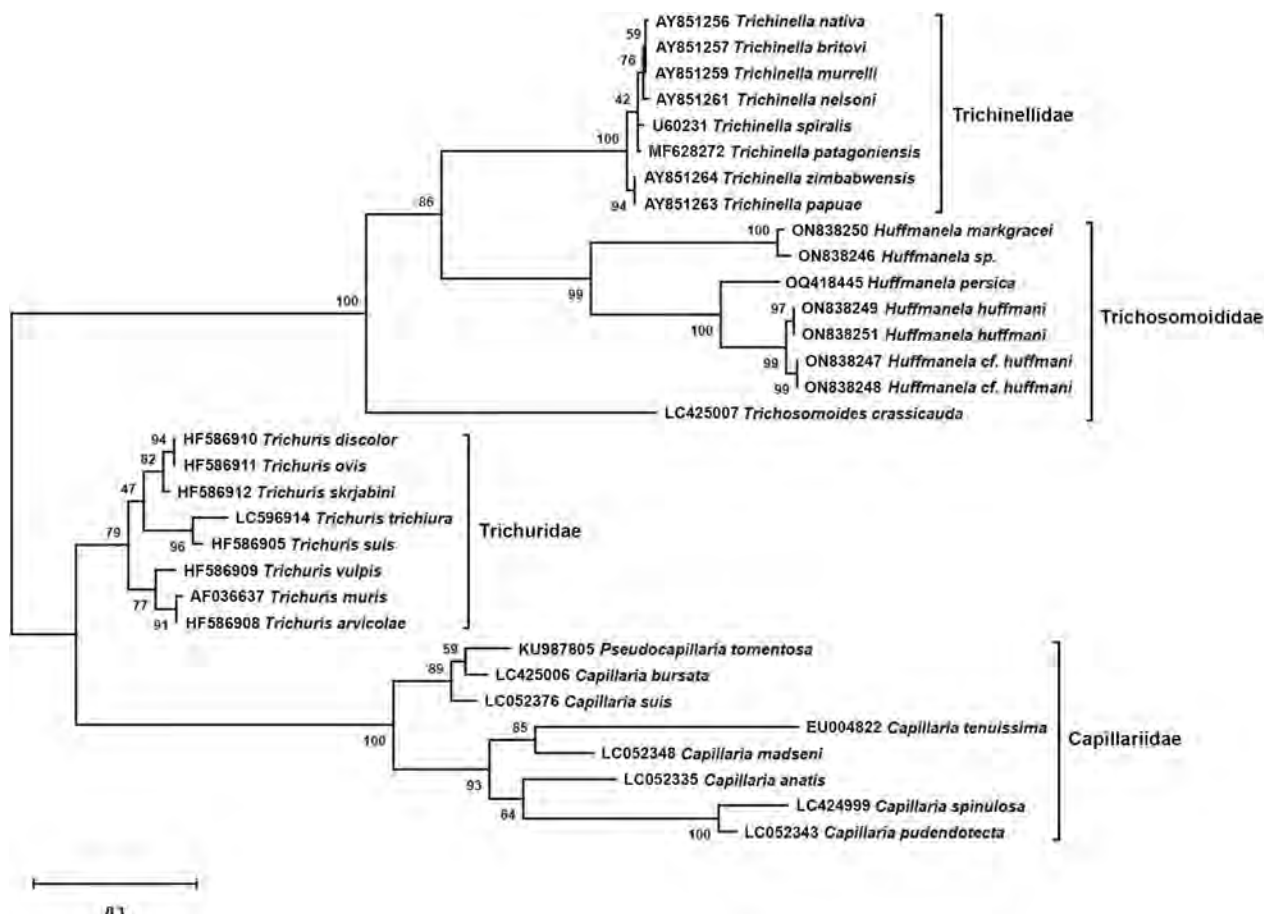 59
AY851256 Trichinella nativa
76
AY851257 Trichinella britovi
AY851259 Trichinella murrelli
42
AY851261 Trichinella nelsoni
Trichinellidae
100
U60231 Trichinella spiralis
MF628272 Trichinella patagoniensis
AY851264 Trichinella zimbabwensis
94
AY851263 Trichinella papuae
86
100
ON838250 Huffmanela markgracei
ON838246 Huffmanela sp.
99
OQ418445 Huffmanela persica
100
97
ON838249 Huffmanela huffmani
Trichosomoididae
100
ON838251 Huffmanela huffmani
99
ON838247 Huffmanela cf. huffmani
99
ON838248 Huffmanela cf. huffmani
LC425007 Trichosomoides crassicauda
94
HF586910 Trichuris discolor
82
HF586911 Trichuris ovis
47
HF586912 Trichuris skrjabini
79
LC596914 Trichuris trichiura
Trichuridae
96
HF586905 Trichuris suis
HF586909 Trichuris vulpis
77
AF036637 Trichuris muris
91
HF586908 Trichuris arvicolae
59
KU987805 Pseudocapillaria tomentosa
89
LC425006 Capillaria bursata
LC052376 Capillaria suis
100
85
EU004822 Capillaria tenuissima
Capillariidae
LC052348 Capillaria madseni
93
LC052335 Capillaria anatis
64
LC424999 Capillaria spinulosa
100
LC052343 Capillaria pudendotecta